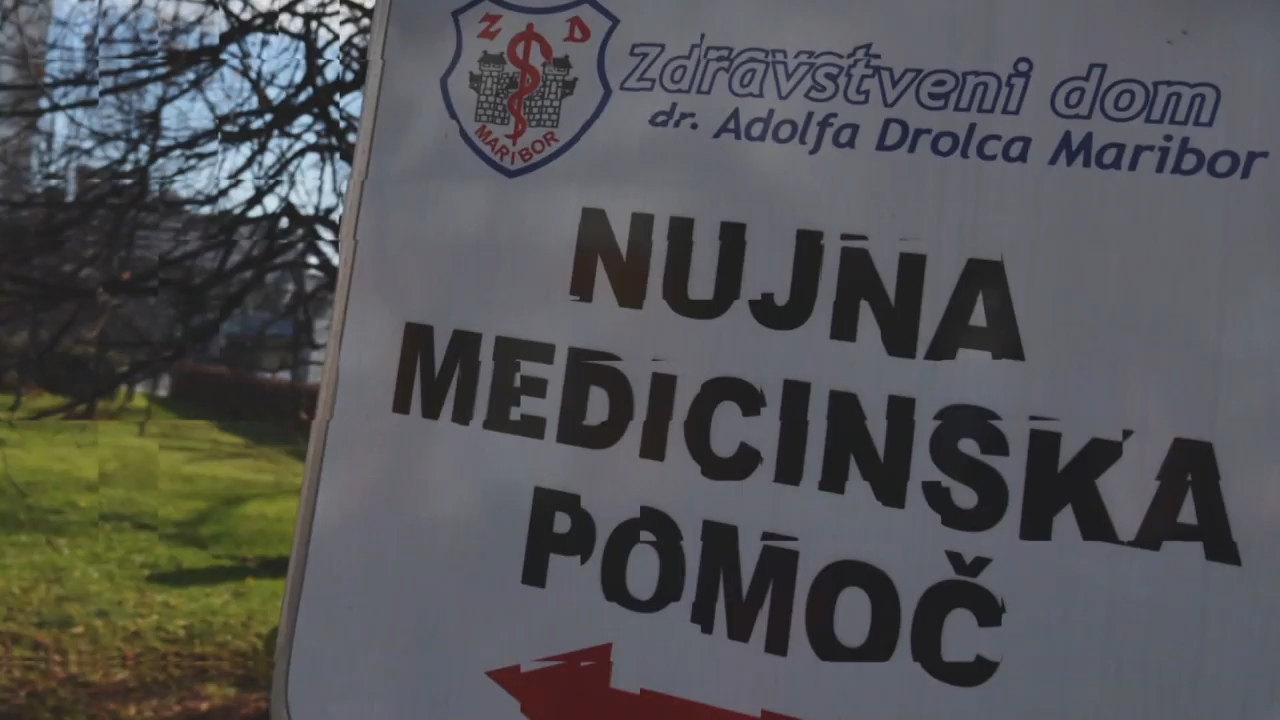 Z D
MARIBOR
Zdravstveni dom
dr. Adolfa Drolca Maribor
NUJNA
MEDICINSKA
POMOČ